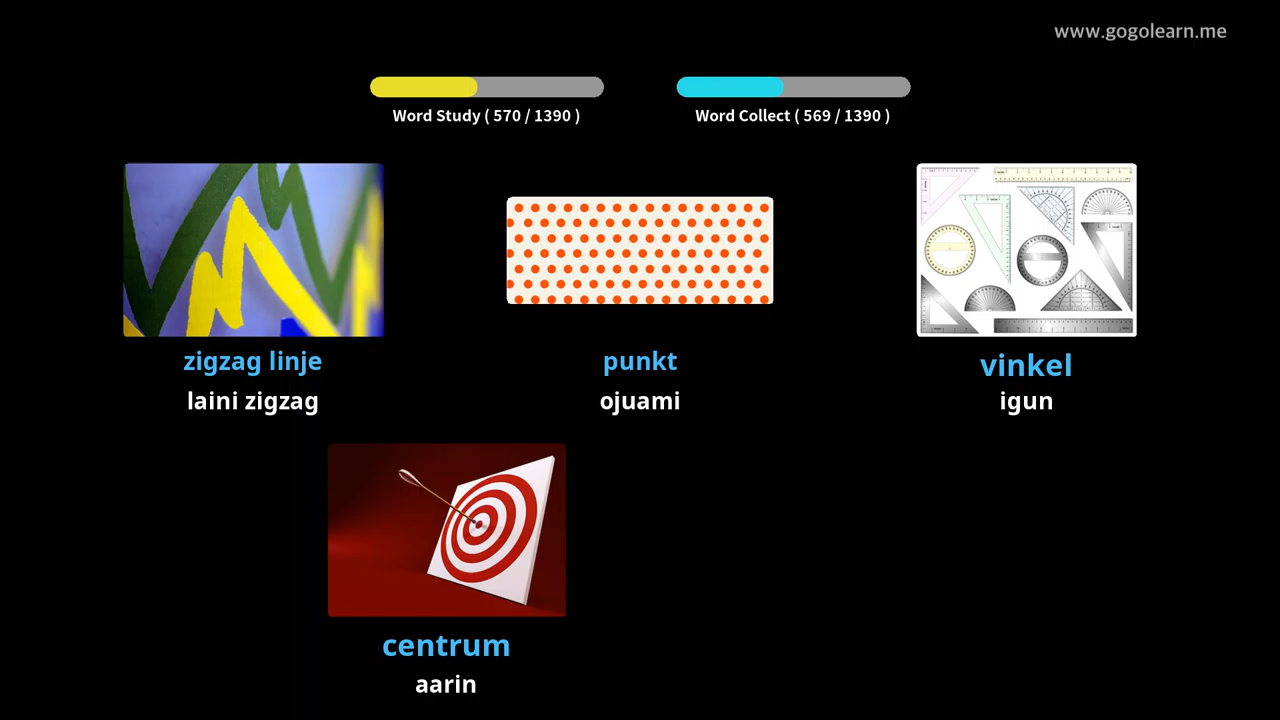 www.gogolearn.me
Word Study ( 570 / 1390 )
Word Collect ( 569 / 1390 )
zigzag linje
laini zigzag
punkt
ojuami
vinkel
igun
centrum
aarin